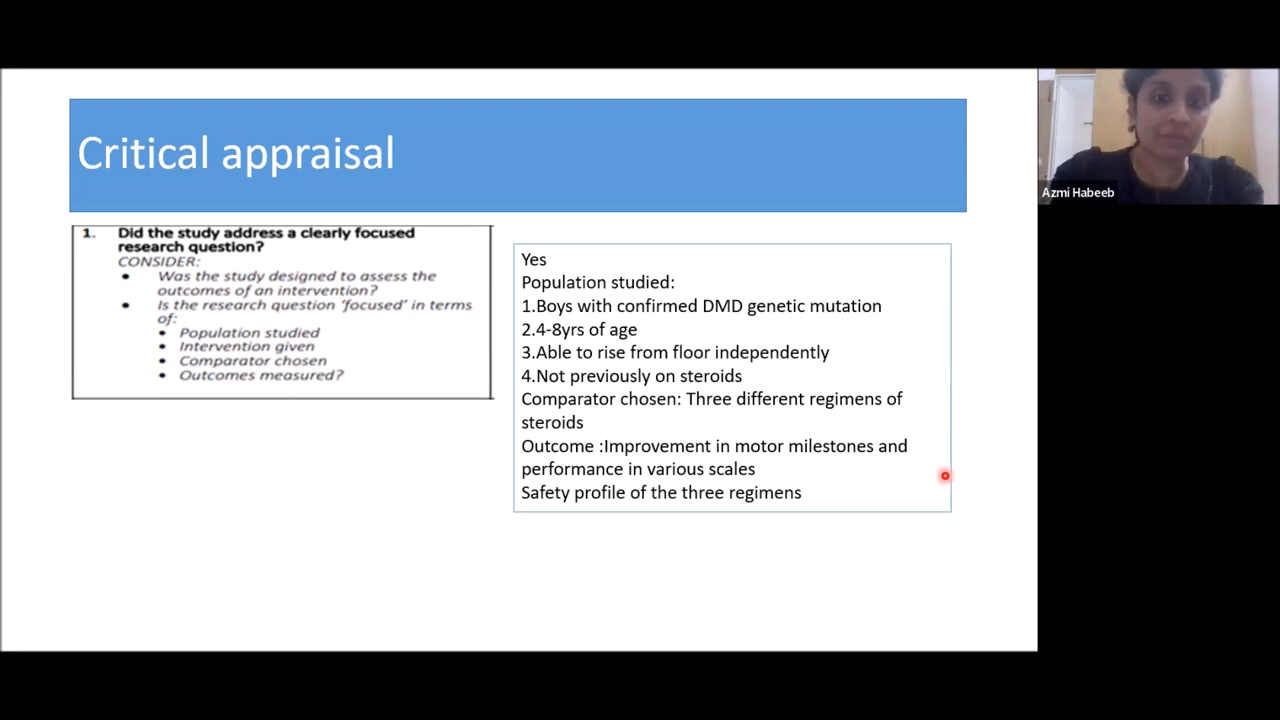 Critical appraisal
1. Did the study address a clearly focused
research question?
CONSIDER:
• Was the study designed to assess the
outcomes of an intervention?
• Is the research question 'focused' in terms
of:
• Population studied
• Intervention given
• Comparator chosen
• Outcomes measured?
Yes
Population studied:
1.Boys with confirmed DMD genetic mutation
2.4-8yrs of age
3.Able to rise from floor independently
4.Not previously on steroids
Comparator chosen: Three different regimens of
steroids
Outcome :Improvement in motor milestones and
performance in various scales
Safety profile of the three regimens
Azmi Habeeb